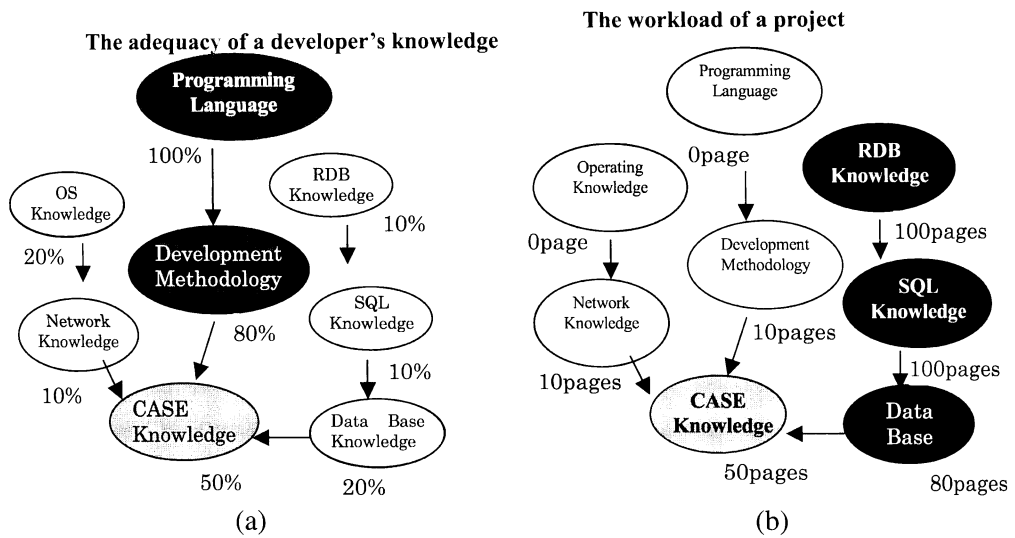 The adequacy of a developer's knowledge
Programming
Language
100%
OS
Knowledge
20%
RDB
Knowledge
10%
Development
Methodology
80%
Network
Knowledge
10%
SQL
Knowledge
10%
CASE
Knowledge
50%
Data Base
Knowledge
20%
(a)
The workload of a project
Programming
Language
0page
Operating
Knowledge
0page
RDB
Knowledge
100pages
Development
Methodology
10pages
Network
Knowledge
10pages
SQL
Knowledge
100pages
CASE
Knowledge
50pages
Data
Base
80pages
(b)